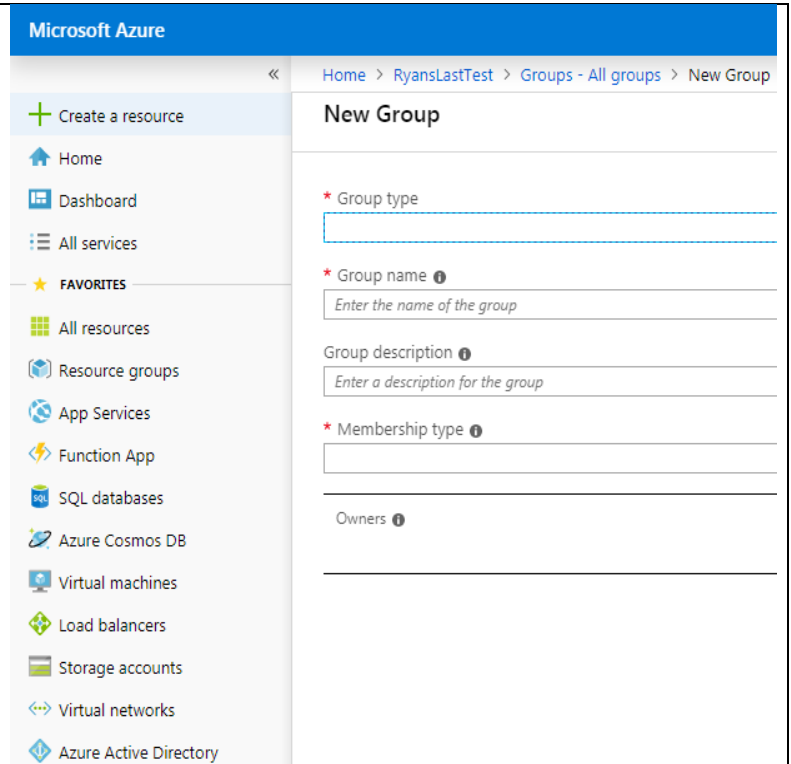 Microsoft Azure
«
Home > RyansLastTest > Groups - All groups > New Group
Create a resource
Home
Dashboard
All services
FAVORITES
All resources
Resource groups
App Services
Function App
SQL databases
Azure Cosmos DB
Virtual machines
Load balancers
Storage accounts
Virtual networks
Azure Active Directory
New Group
* Group type
* Group name
Enter the name of the group
Group description
Enter a description for the group
* Membership type
Owners